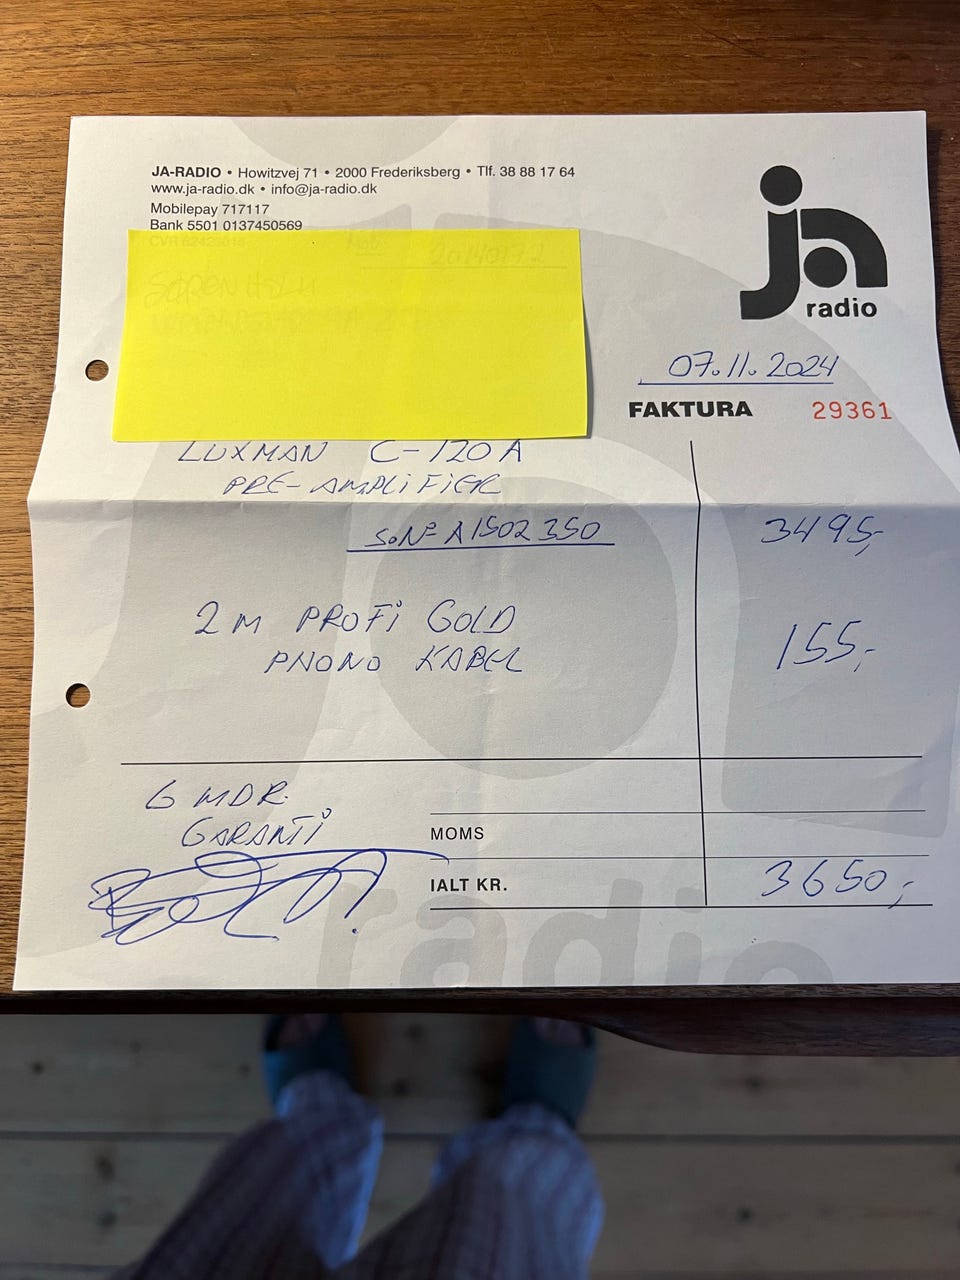 JA-RADIO • Howitzvej 71 • 2000 Frederiksberg • Tlf. 38 88 17 64
www.ja-radio.dk • info@ja-radio.dk
Mobilepay 717117
Bank 5501 0137450569
ja
radio
07.11.2024
FAKTURA 29361
LUXMAN C-120A
PRE-AMPLIFIER
S.Nº A1502350 3495,-
2 M PROFI GOLD
PHONO KABEL 155,-
6 MDR.
GARANTI
MOMS
IALT KR. 3650,-
radio